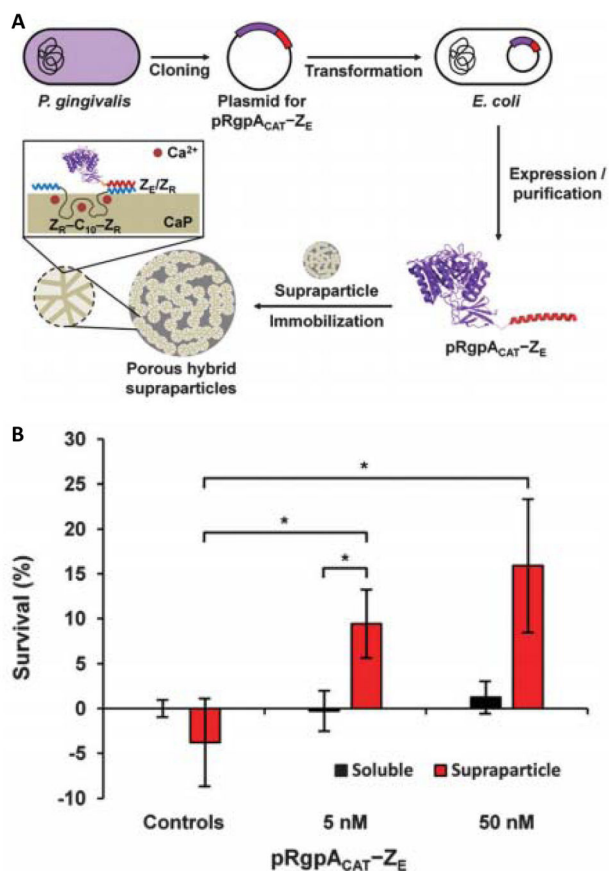 A
Cloning
Transformation
P. gingivalis
Plasmid for
pRgpA_CAT–Z_E
E. coli
Ca²⁺
Z_E/Z_R
Z_R–C₁₀–Z_R
CaP
Expression /
purification
Supraparticle
Immobilization
pRgpA_CAT–Z_E
Porous hybrid
supraparticles
B
Survival (%)
30
25
20
15
10
5
0
-5
-10
*
*
*
Soluble
Supraparticle
Controls
5 nM
50 nM
pRgpA_CAT–Z_E